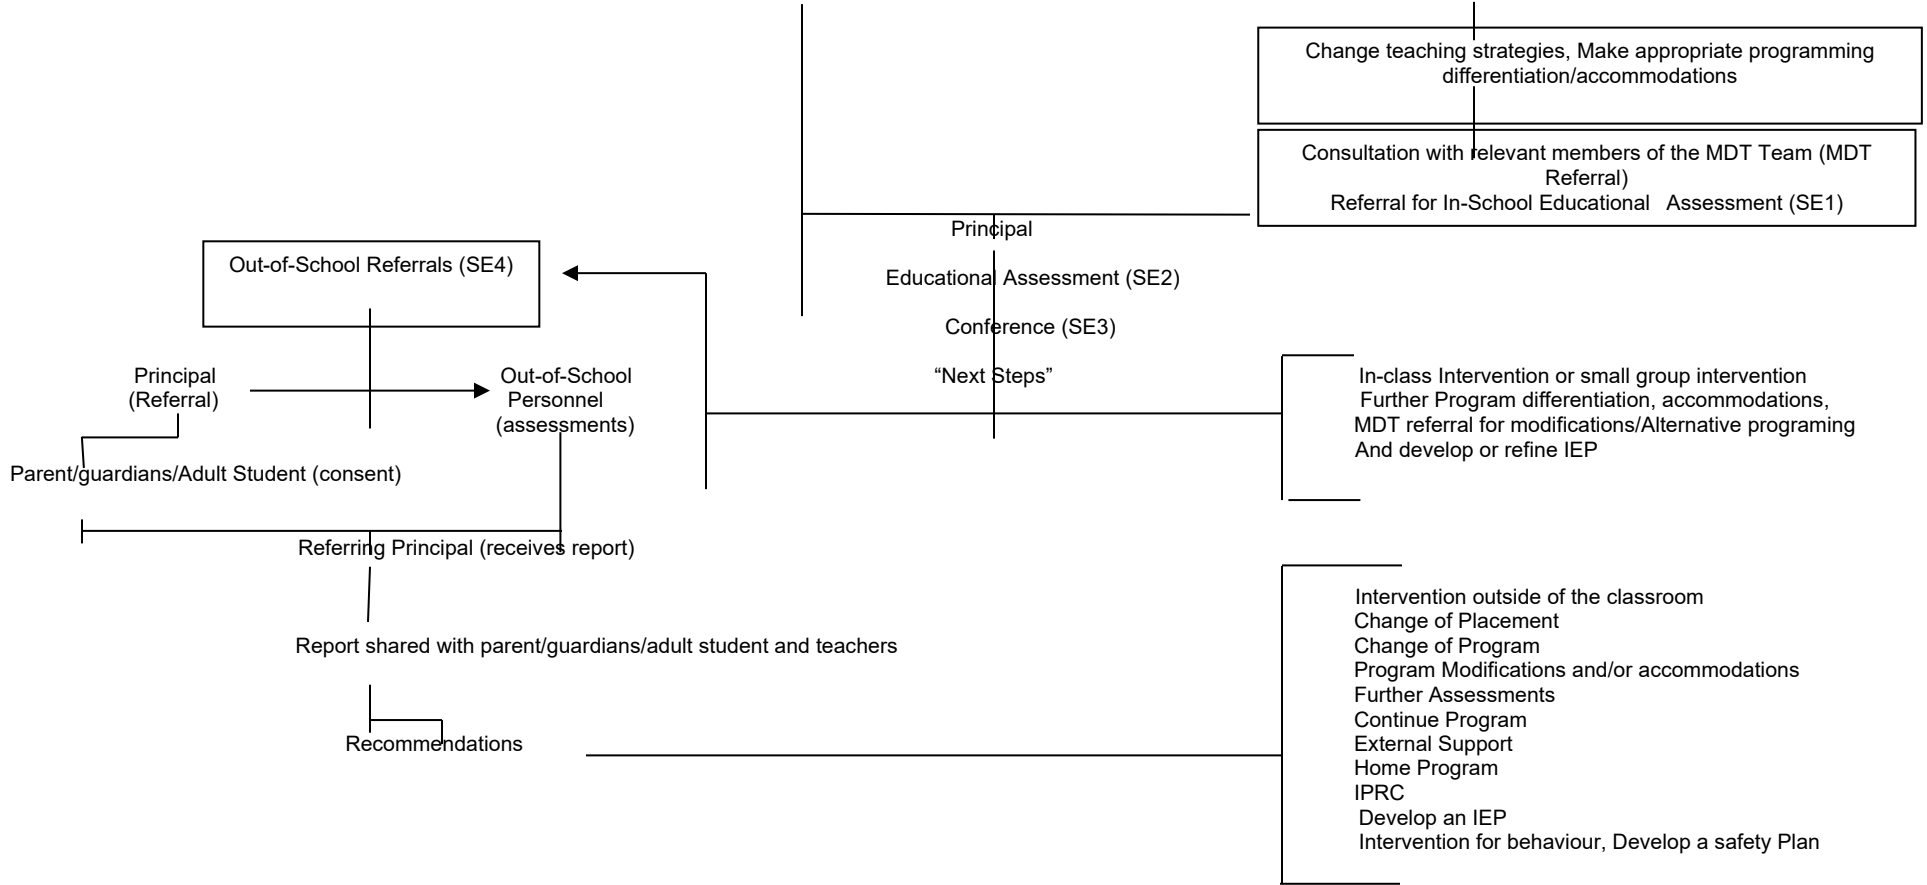 Change teaching strategies, Make appropriate programming
differentiation/accommodations
Consultation with relevant members of the MDT Team (MDT
Referral)
Referral for In-School Educational Assessment (SE1)
Principal
Educational Assessment (SE2)
Conference (SE3)
“Next Steps”
Out-of-School Referrals (SE4)
Principal
(Referral)
Out-of-School
Personnel
(assessments)
Parent/guardians/Adult Student (consent)
Referring Principal (receives report)
Report shared with parent/guardians/adult student and teachers
Recommendations
In-class Intervention or small group intervention
Further Program differentiation, accommodations,
MDT referral for modifications/Alternative programing
And develop or refine IEP
Intervention outside of the classroom
Change of Placement
Change of Program
Program Modifications and/or accommodations
Further Assessments
Continue Program
External Support
Home Program
IPRC
Develop an IEP
Intervention for behaviour, Develop a safety Plan